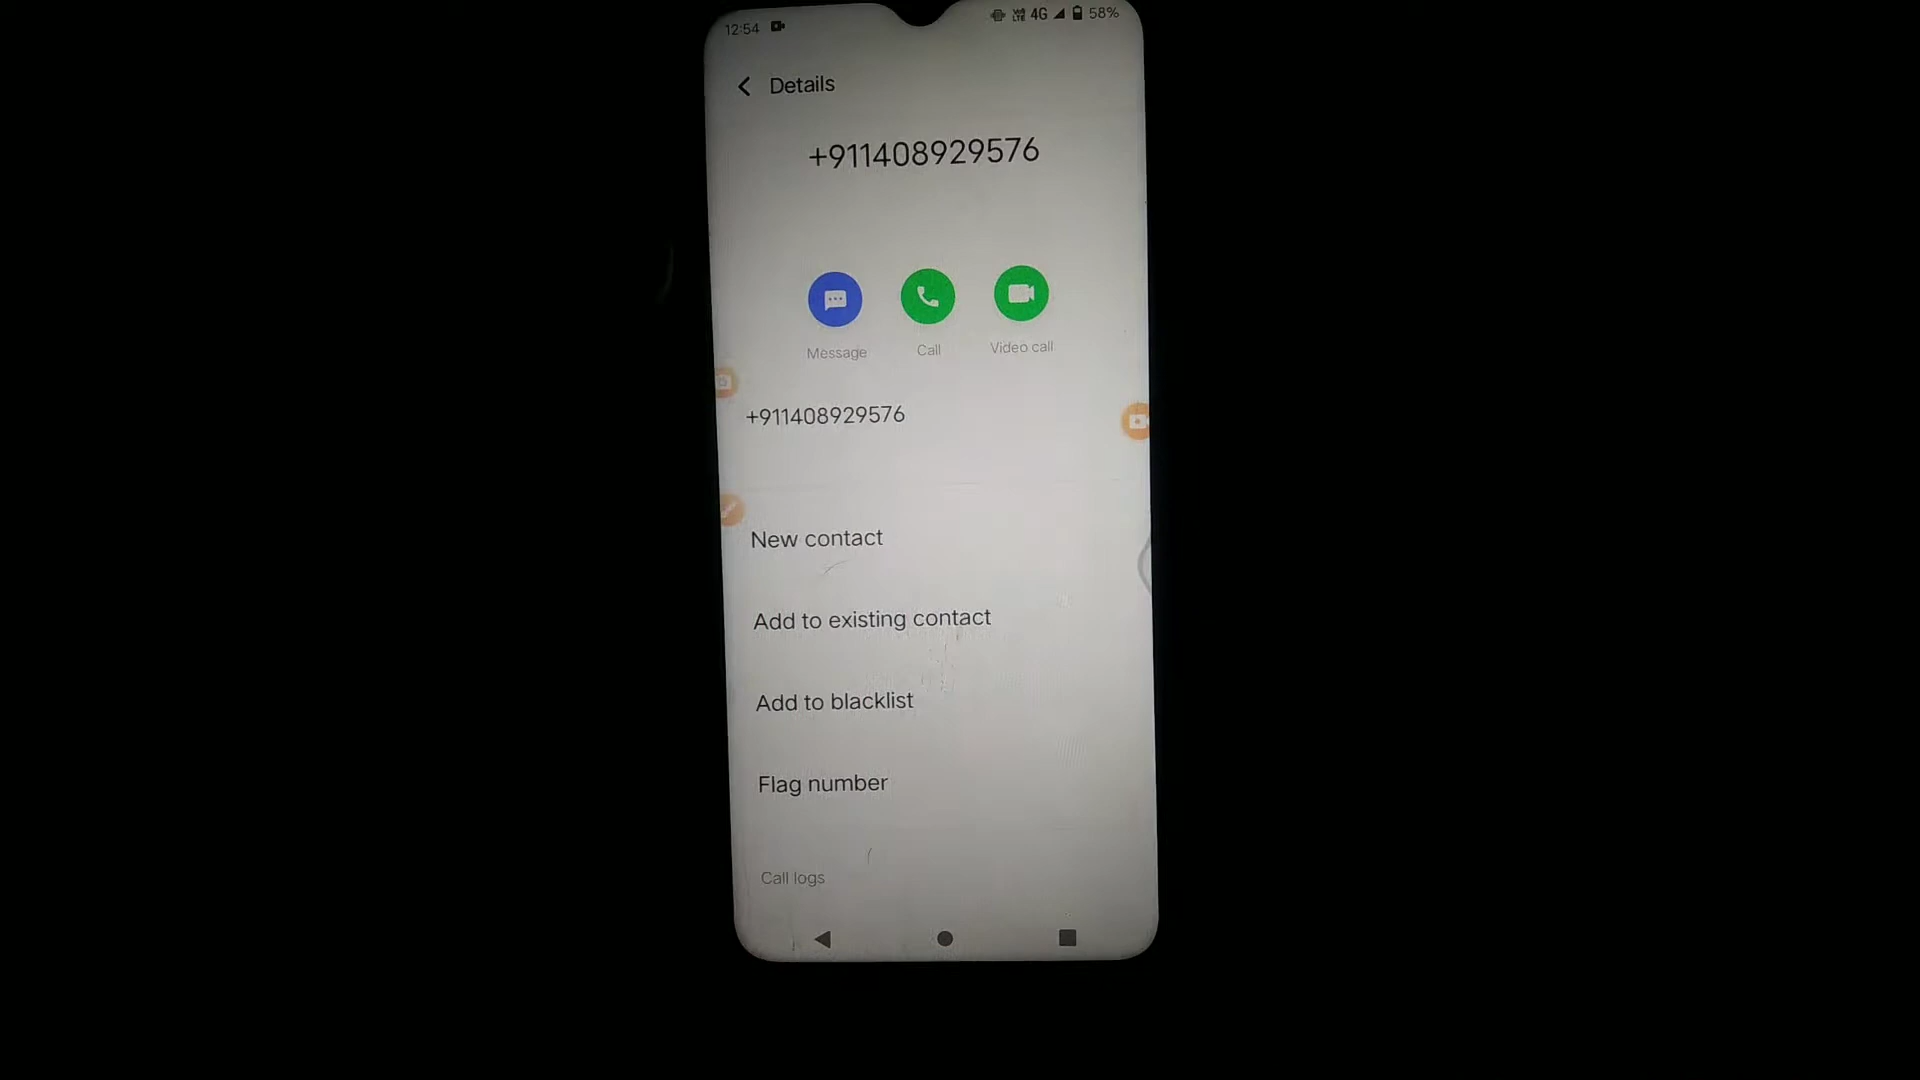 12:54 VoLTE 4G 58%
Details
+911408929576
Message Call Video call
+911408929576
New contact
Add to existing contact
Add to blacklist
Flag number
Call logs